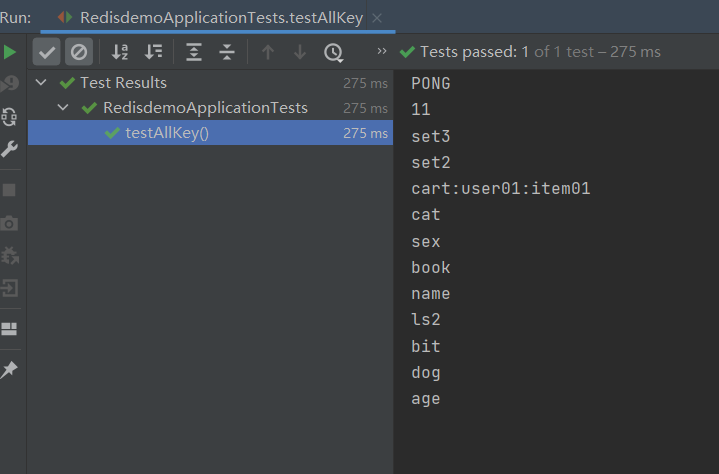 Run: RedisdemoApplicationTests.testAllKey ×
» Tests passed: 1 of 1 test – 275 ms
Test Results 275 ms
RedisdemoApplicationTests 275 ms
testAllKey() 275 ms
PONG
11
set3
set2
cart:user01:item01
cat
sex
book
name
ls2
bit
dog
age